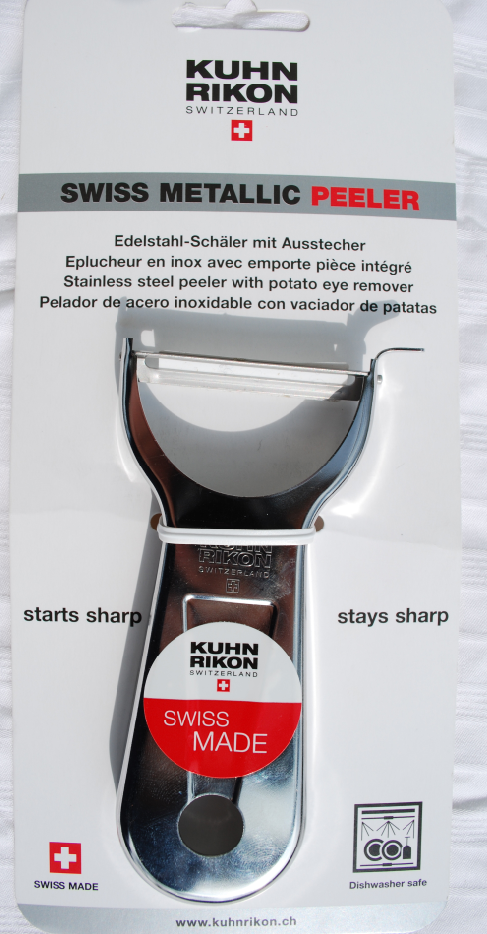 KUHN
RIKON
SWITZERLAND
SWISS METALLIC PEELER
Edelstahl-Schäler mit Ausstecher
Eplucheur en inox avec emporte pièce intégré
Stainless steel peeler with potato eye remover
Pelador de acero inoxidable con vaciador de patatas
KUHN
RIKON
SWITZERLAND
starts sharp
stays sharp
KUHN
RIKON
SWITZERLAND
SWISS
MADE
SWISS MADE
Dishwasher safe
www.kuhnrikon.ch